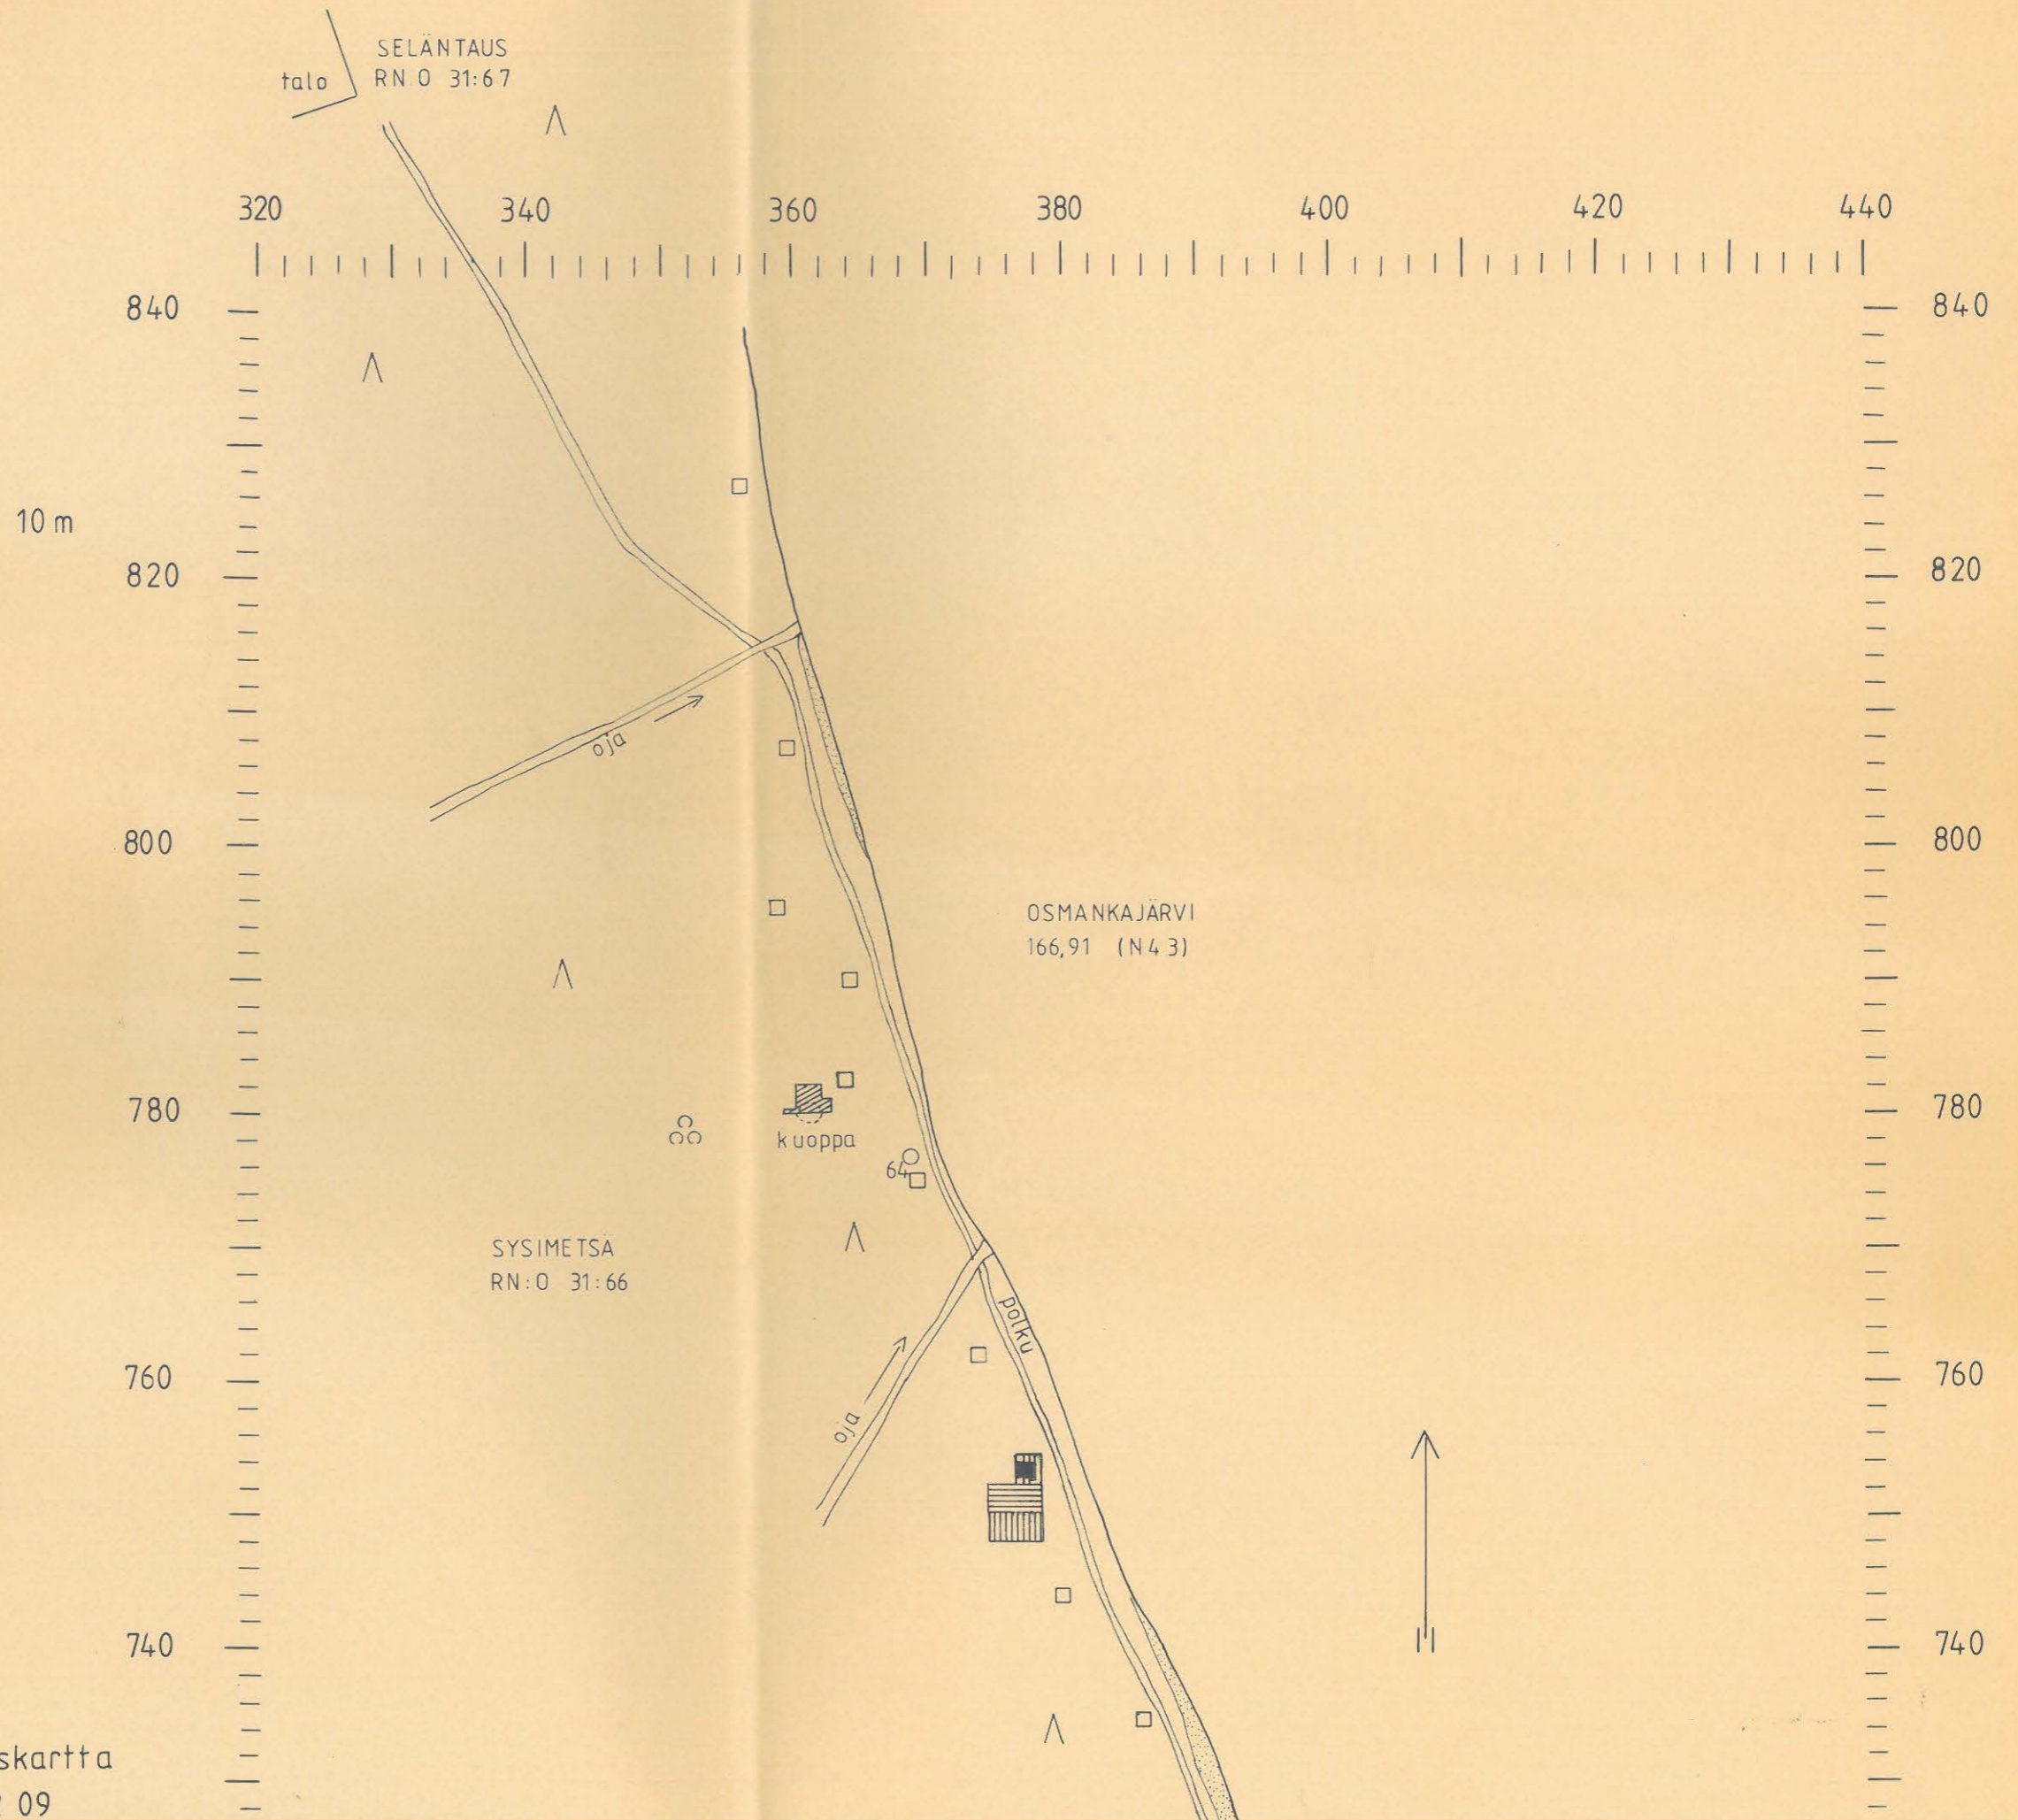 SELÄNTAUS
talo RN:O 31:67
320 340 360 380 400 420 440
840 840
10 m
820 820
oja
800 800
OSMANKAJÄRVI
166,91 (N43)
780 780
kuoppa
64
SYSIMETSÄ
RN:O 31:66
polku
760 760
oja
740 740
skartta
09